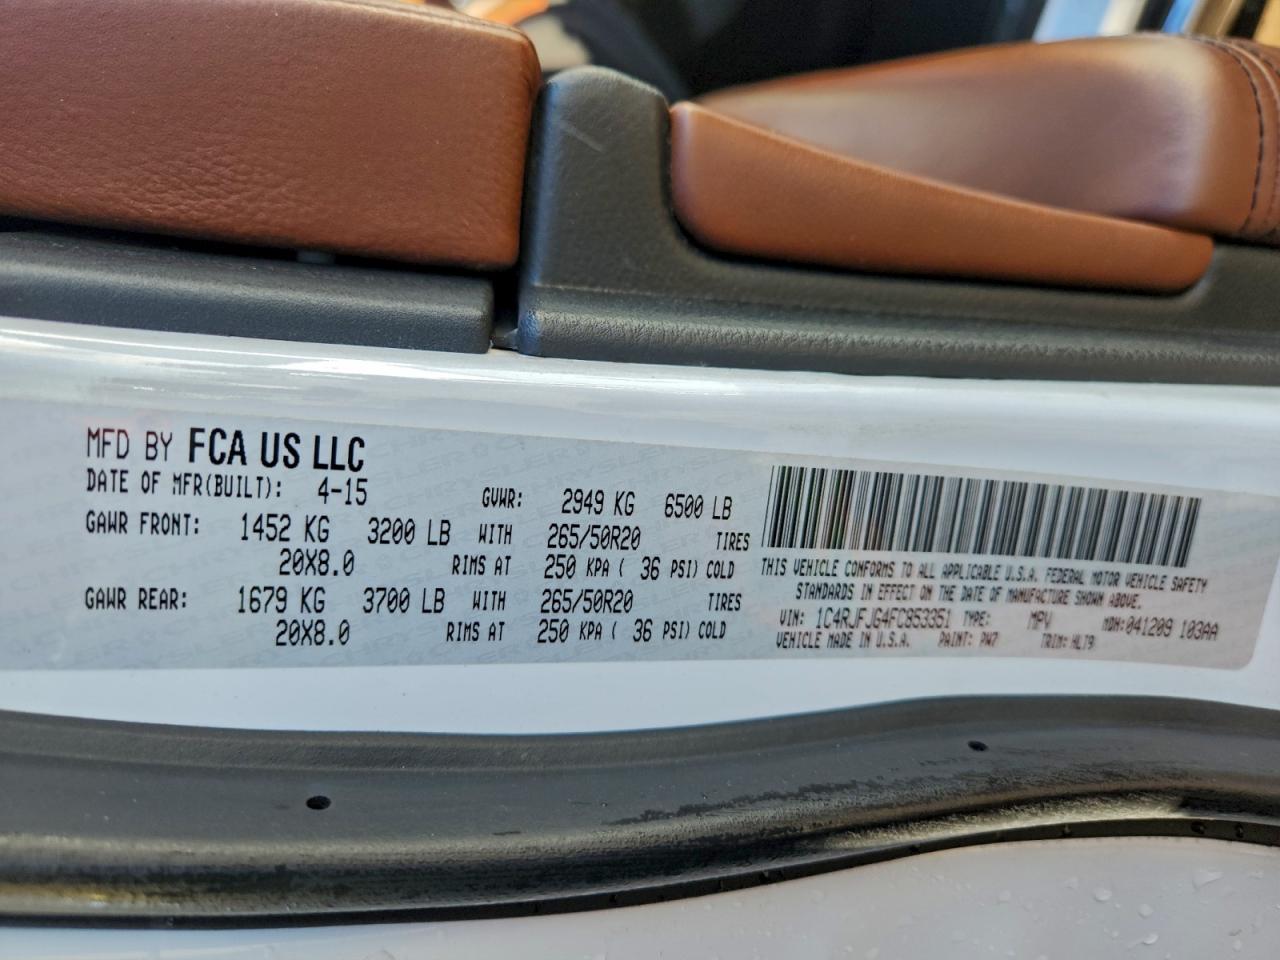 MFD BY FCA US LLC
DATE OF MFR(BUILT): 4-15 GVWR: 2949 KG 6500 LB
GAWR FRONT: 1452 KG 3200 LB WITH 265/50R20 TIRES
20X8.0 RIMS AT 250 KPA ( 36 PSI) COLD
GAWR REAR: 1679 KG 3700 LB WITH 265/50R20 TIRES
20X8.0 RIMS AT 250 KPA ( 36 PSI) COLD
THIS VEHICLE CONFORMS TO ALL APPLICABLE U.S.A. FEDERAL MOTOR VEHICLE SAFETY
STANDARDS IN EFFECT ON THE DATE OF MANUFACTURE SHOWN ABOVE.
VIN: 1C4RJFJG4FC853351 TYPE: MPV MDH:041209 103AA
VEHICLE MADE IN U.S.A. PAINT: PW7 TRIM: HLT9